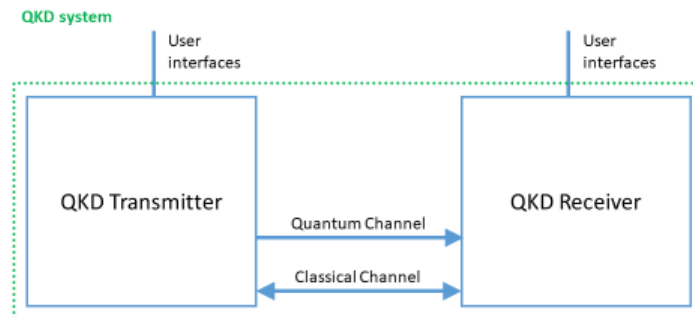 QKD system
User
interfaces
User
interfaces
QKD Transmitter
QKD Receiver
Quantum Channel
Classical Channel